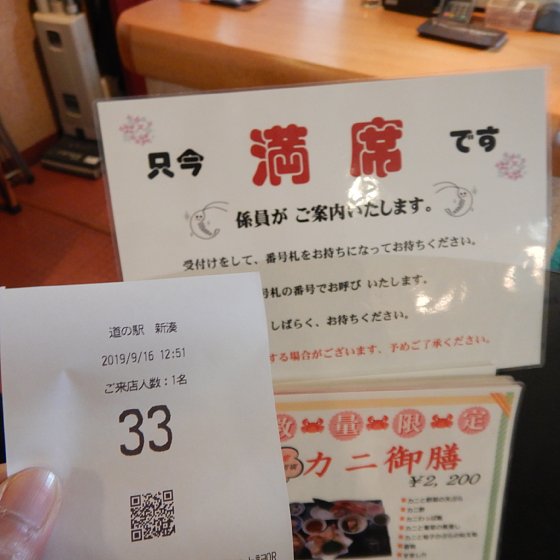 只今 満席 です
係員が ご案内いたします。
受付けをして、番号札をお持ちになってお待ちください。
号札の番号でお呼び いたします。
しばらく、お待ちください。
する場合がございます、予めご了承ください。
道の駅 新湊
2019/9/16 12:51
ご来店人数：1名
33
数量限定
カニ御膳
¥2,200
カニ酢